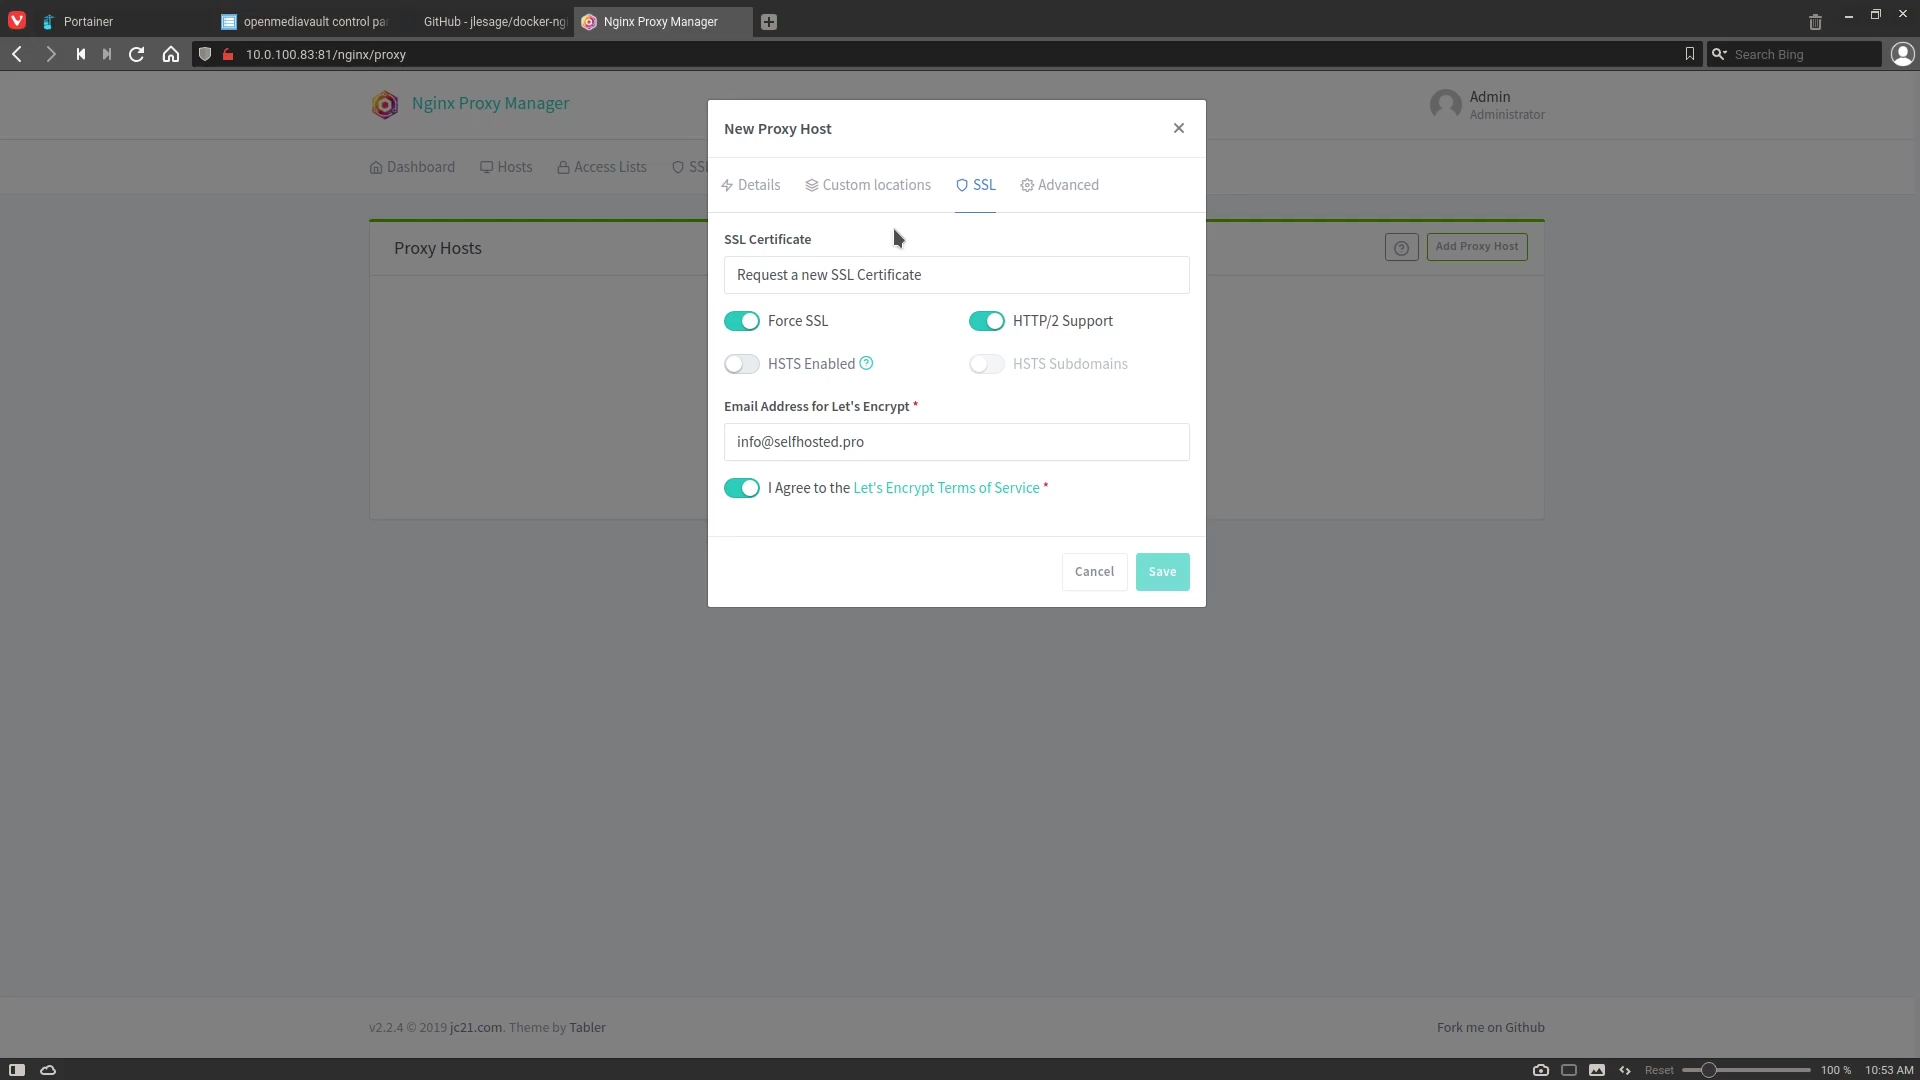 Portainer
openmediavault control pa
GitHub - jlesage/docker-ng
Nginx Proxy Manager
10.0.100.83:81/nginx/proxy
Search Bing
Nginx Proxy Manager
Admin
Administrator
Dashboard
Hosts
Access Lists
SSL
Proxy Hosts
Add Proxy Host
New Proxy Host
Details
Custom locations
SSL
Advanced
SSL Certificate
Request a new SSL Certificate
Force SSL
HTTP/2 Support
HSTS Enabled
HSTS Subdomains
Email Address for Let's Encrypt *
info@selfhosted.pro
I Agree to the Let's Encrypt Terms of Service *
Cancel
Save
v2.2.4 © 2019 jc21.com. Theme by Tabler
Fork me on Github
Reset
100 %
10:53 AM